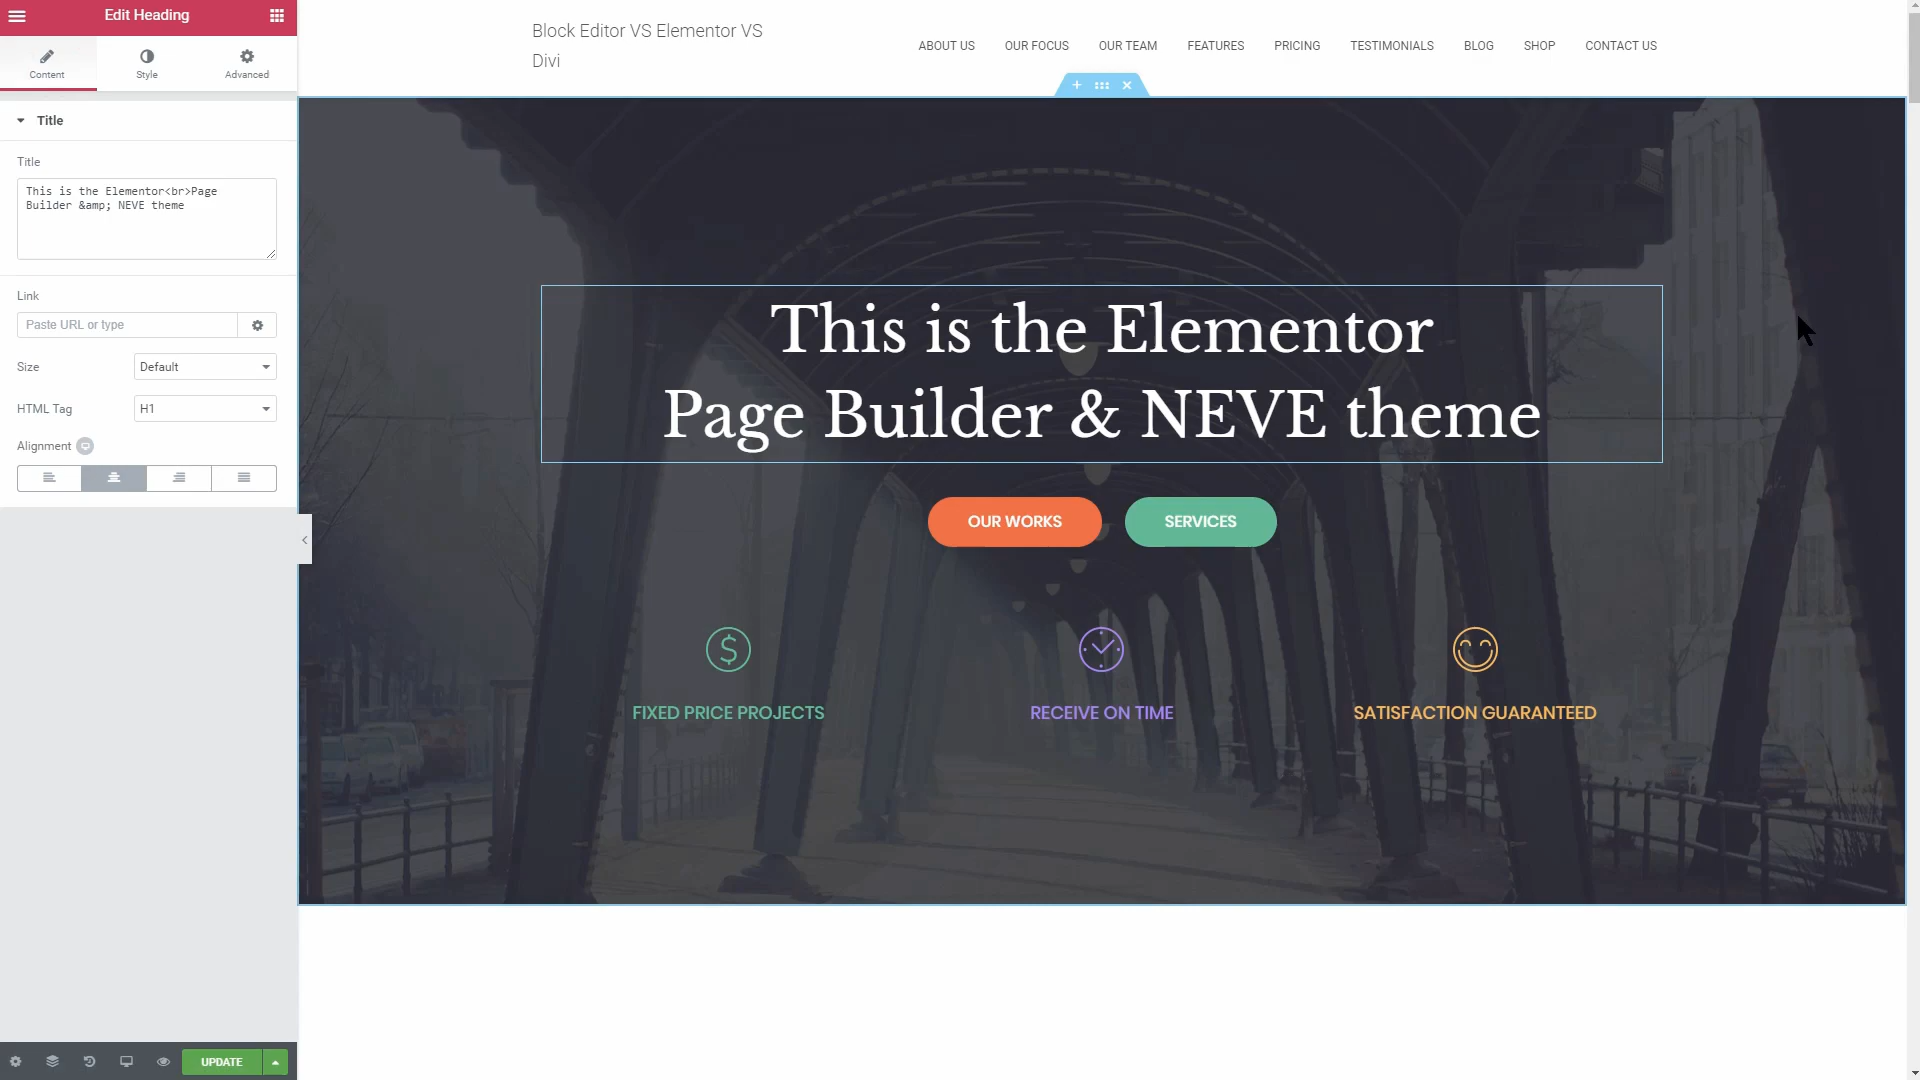 Edit Heading
Content
Style
Advanced
Title
Title
This is the Elementor<br>Page
Builder &amp; NEVE theme
Link
Paste URL or type
Size
Default
HTML Tag
H1
Alignment
UPDATE
Block Editor VS Elementor VS
Divi
ABOUT US
OUR FOCUS
OUR TEAM
FEATURES
PRICING
TESTIMONIALS
BLOG
SHOP
CONTACT US
This is the Elementor
Page Builder & NEVE theme
OUR WORKS
SERVICES
FIXED PRICE PROJECTS
RECEIVE ON TIME
SATISFACTION GUARANTEED